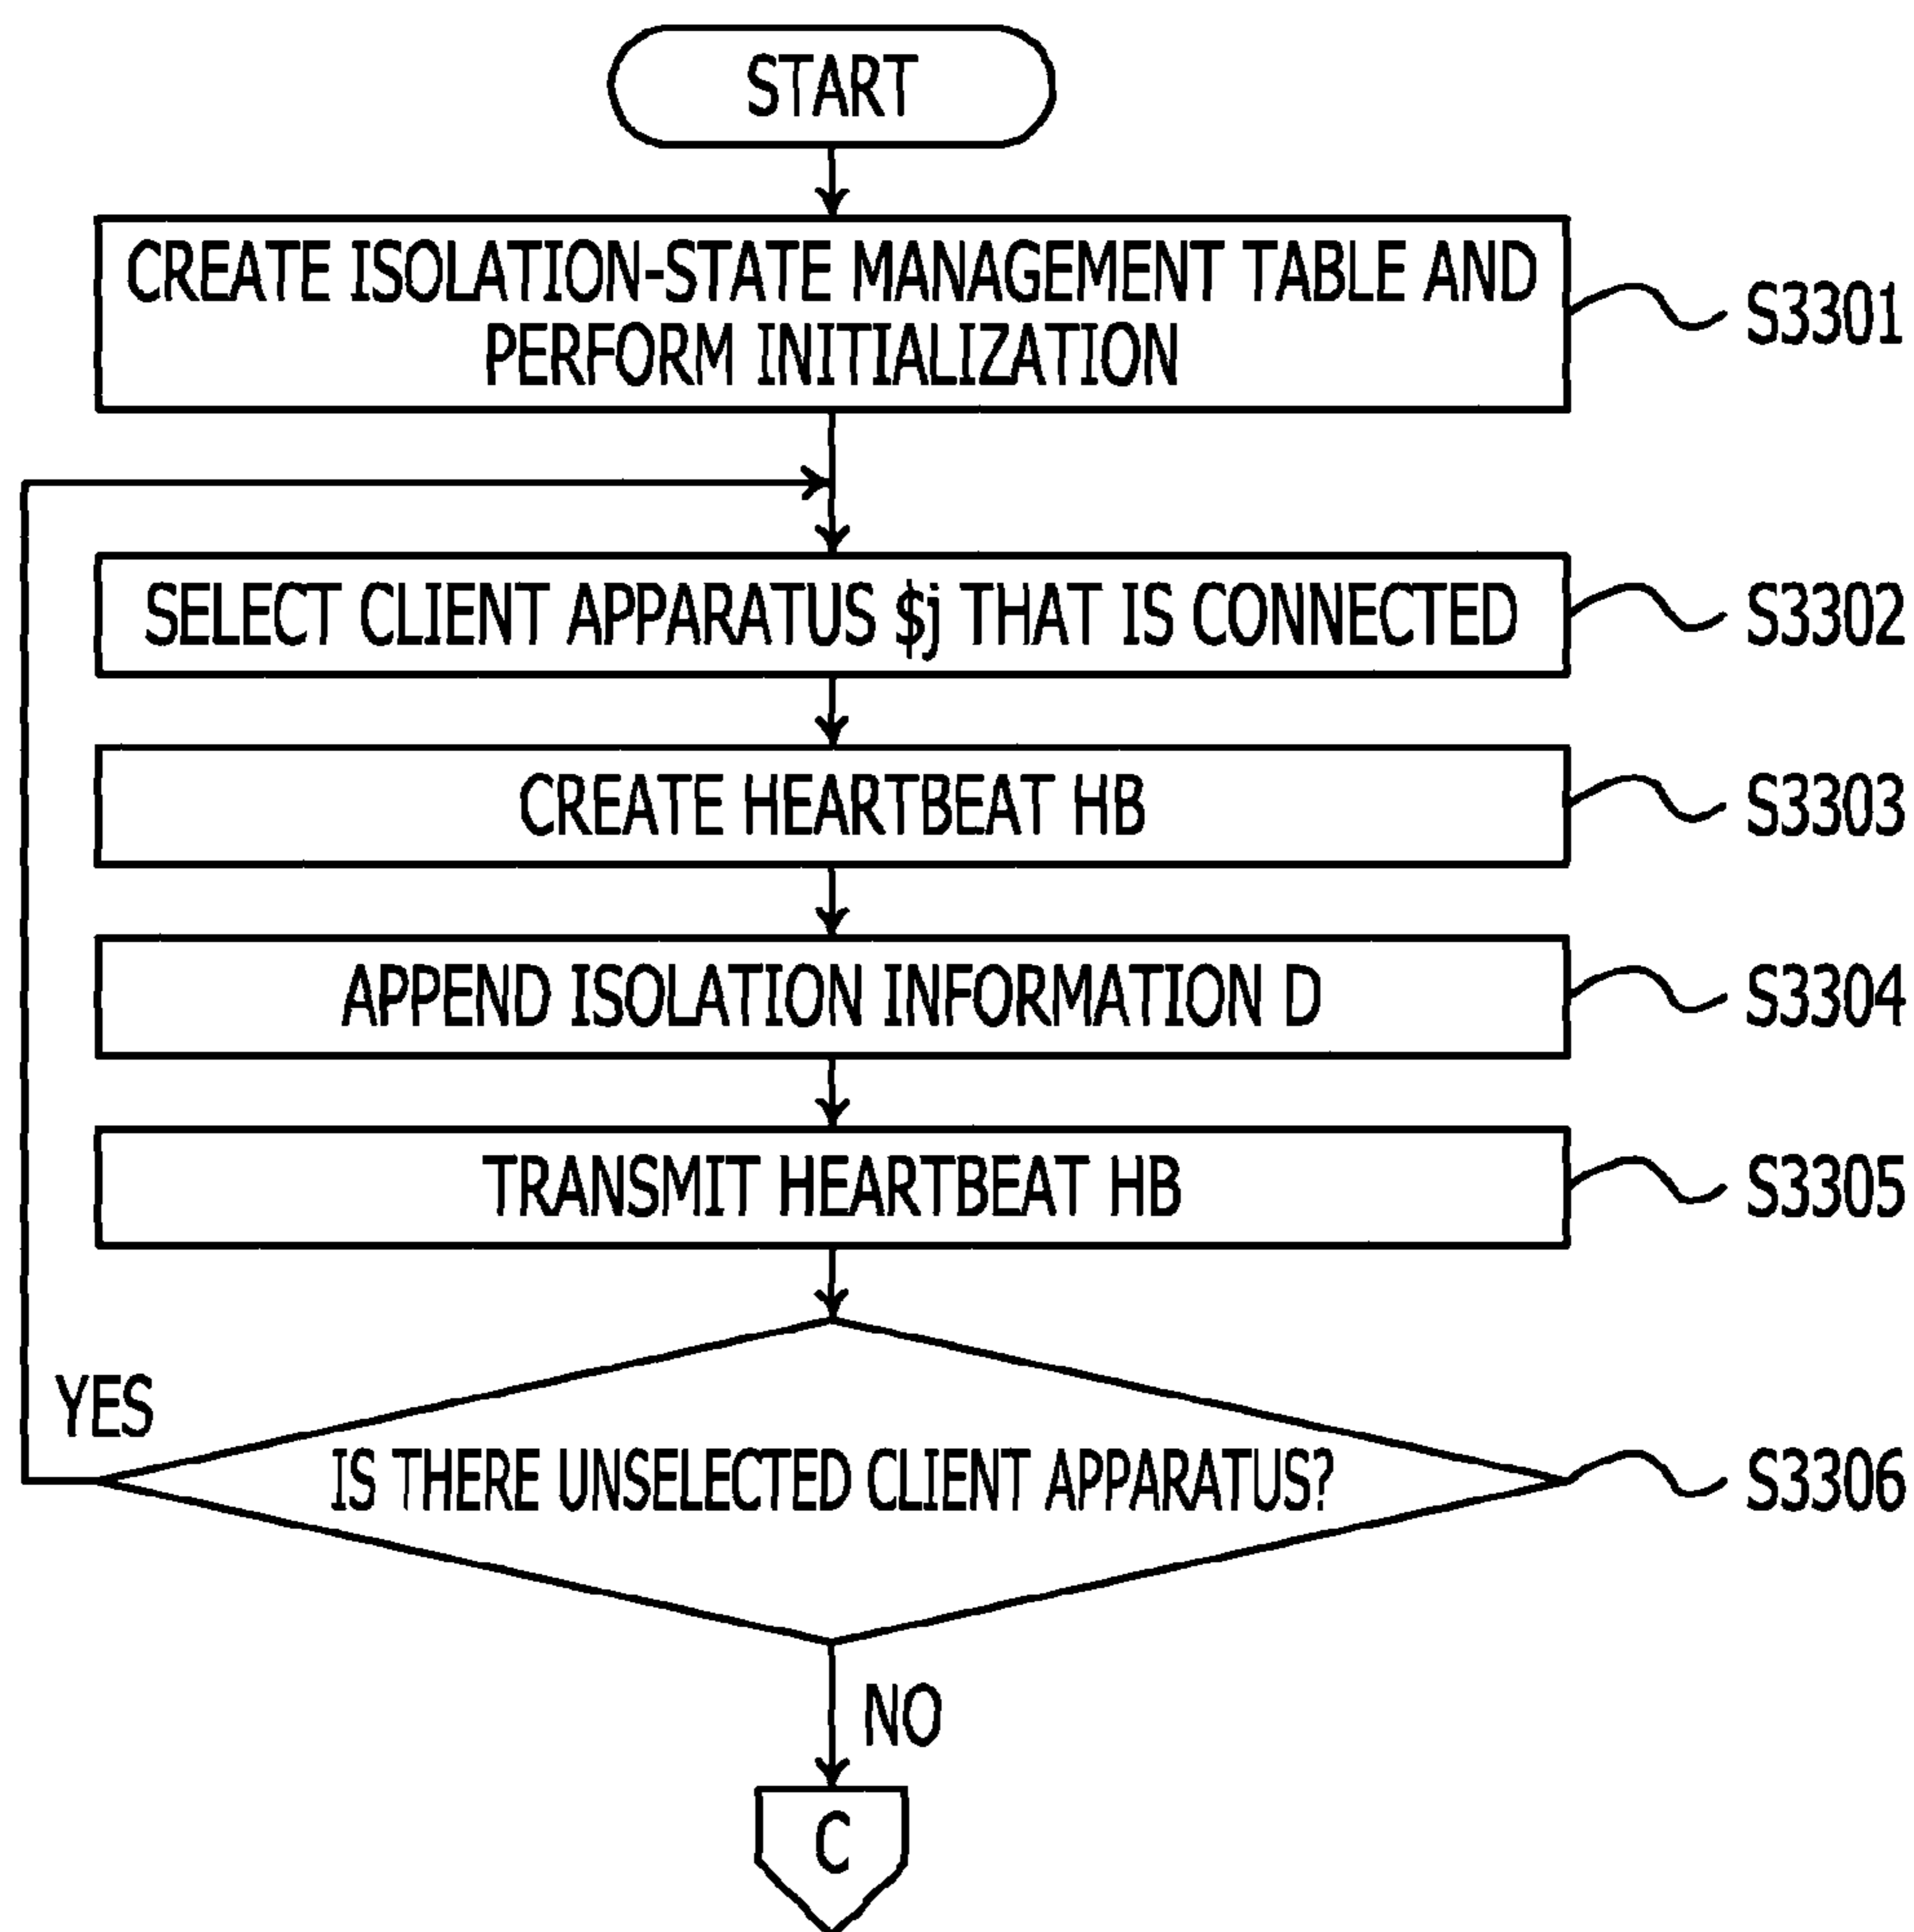 START
CREATE ISOLATION-STATE MANAGEMENT TABLE AND
PERFORM INITIALIZATION
S3301
SELECT CLIENT APPARATUS $j THAT IS CONNECTED
S3302
CREATE HEARTBEAT HB
S3303
APPEND ISOLATION INFORMATION D
S3304
TRANSMIT HEARTBEAT HB
S3305
YES
IS THERE UNSELECTED CLIENT APPARATUS?
S3306
NO
C